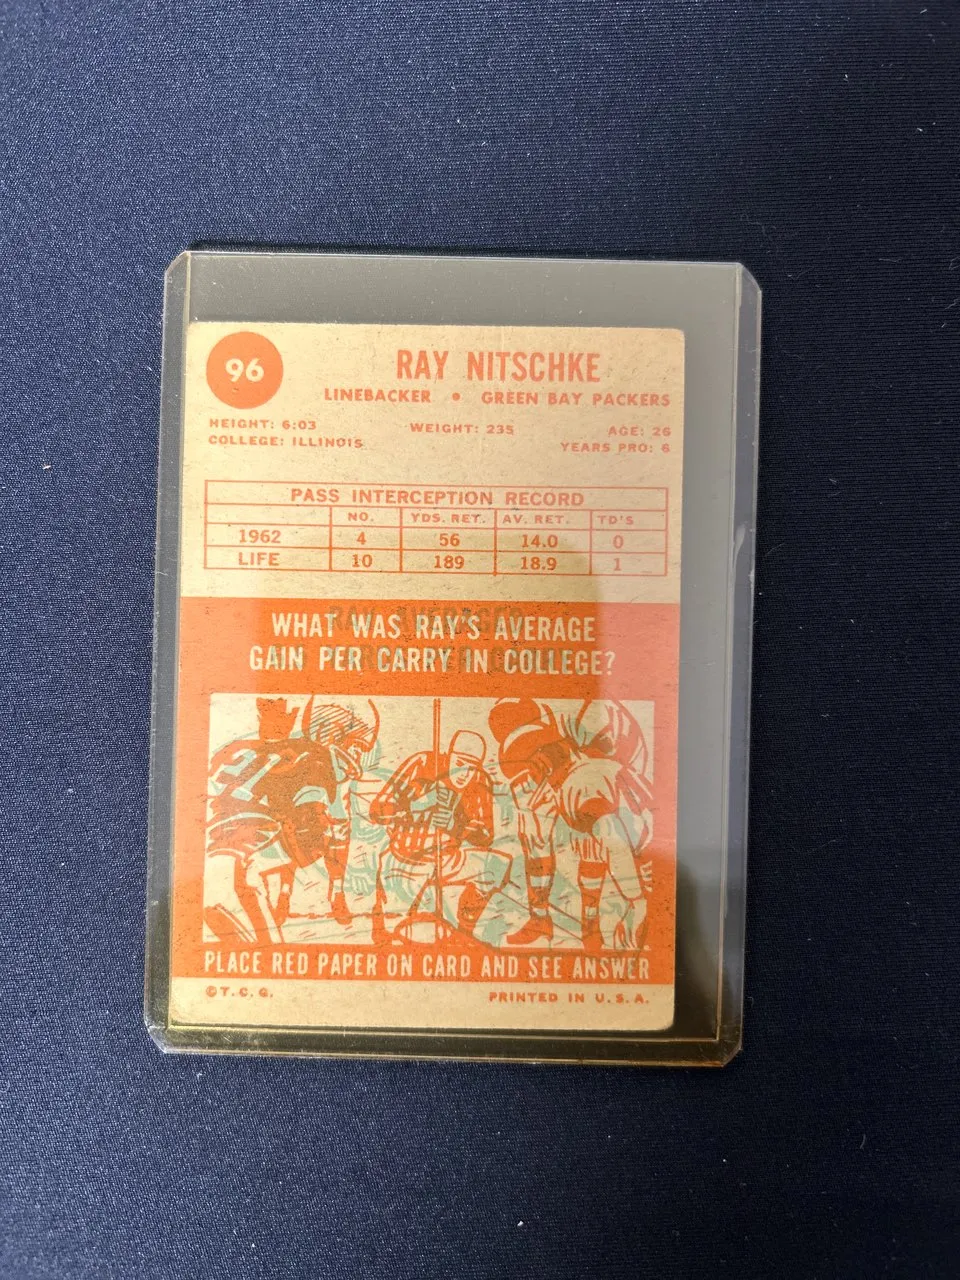 96
RAY NITSCHKE
LINEBACKER • GREEN BAY PACKERS
HEIGHT: 6:03 WEIGHT: 235 AGE: 26
COLLEGE: ILLINOIS YEARS PRO: 6
PASS INTERCEPTION RECORD
NO. YDS. RET. AV. RET. TD'S
1962 4 56 14.0 0
LIFE 10 189 18.9 1
WHAT WAS RAY'S AVERAGE
GAIN PER CARRY IN COLLEGE?
RAY AVERAGED
21
PLACE RED PAPER ON CARD AND SEE ANSWER
©T.C.G. PRINTED IN U.S.A.